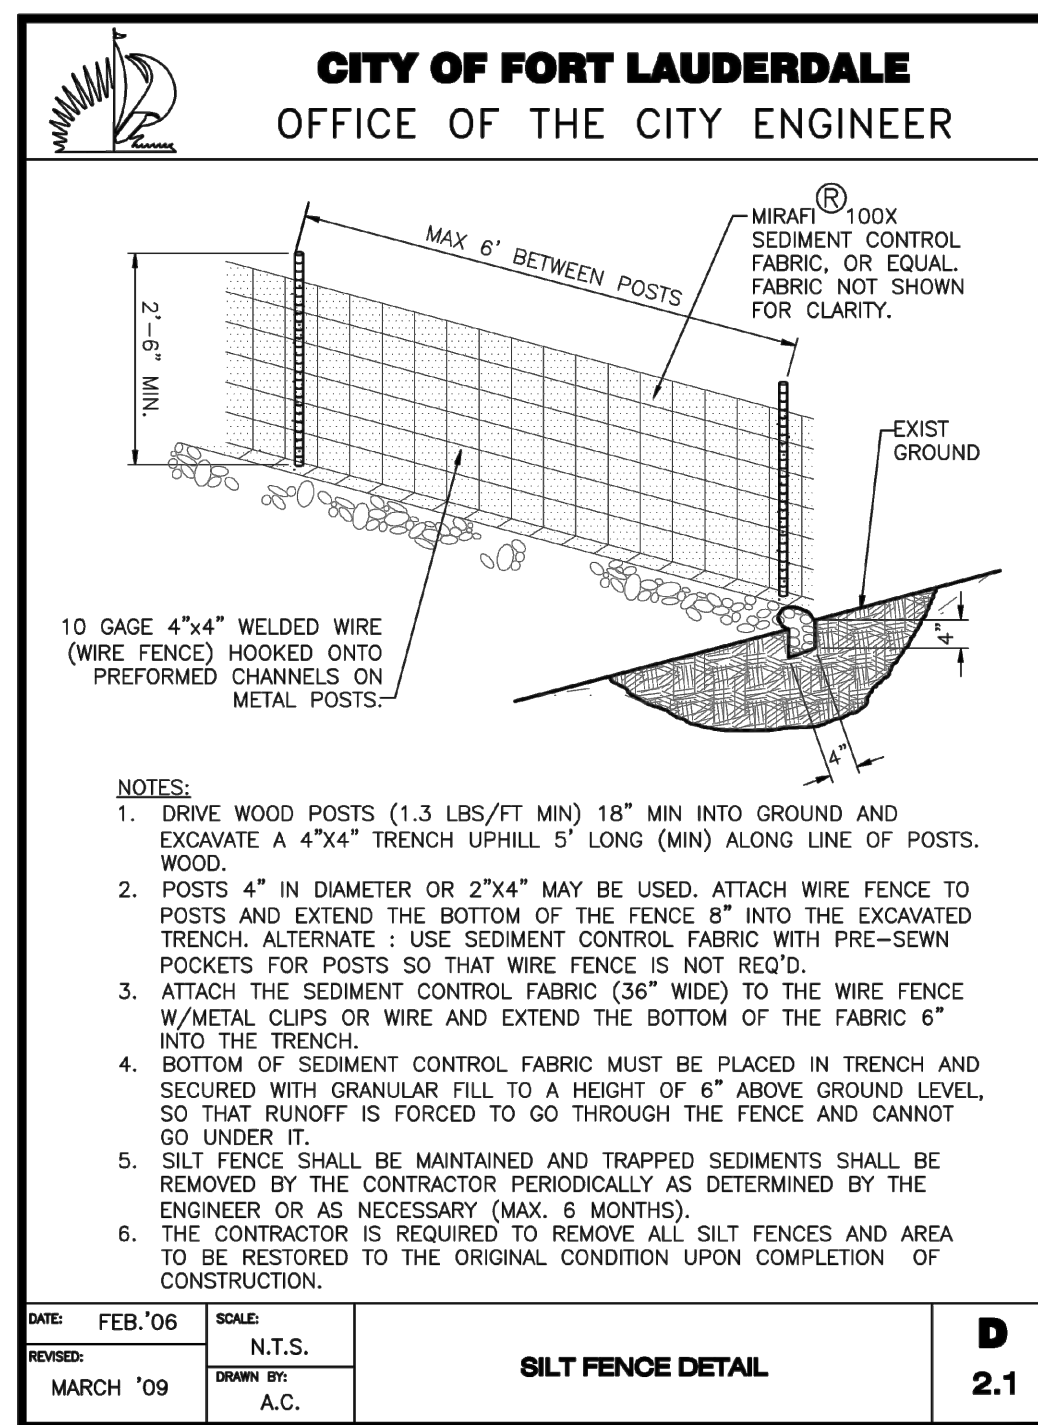 CITY OF FORT LAUDERDALE
OFFICE OF THE CITY ENGINEER
MAX 6' BETWEEN POSTS
MIRAFI® 100X
SEDIMENT CONTROL
FABRIC, OR EQUAL.
FABRIC NOT SHOWN
FOR CLARITY.
2'-6" MIN.
EXIST
GROUND
10 GAGE 4"x4" WELDED WIRE
(WIRE FENCE) HOOKED ONTO
PREFORMED CHANNELS ON
METAL POSTS.
4"
4"
NOTES:
1. DRIVE WOOD POSTS (1.3 LBS/FT MIN) 18" MIN INTO GROUND AND
EXCAVATE A 4"X4" TRENCH UPHILL 5' LONG (MIN) ALONG LINE OF POSTS.
WOOD.
2. POSTS 4" IN DIAMETER OR 2"X4" MAY BE USED. ATTACH WIRE FENCE TO
POSTS AND EXTEND THE BOTTOM OF THE FENCE 8" INTO THE EXCAVATED
TRENCH. ALTERNATE : USE SEDIMENT CONTROL FABRIC WITH PRE-SEWN
POCKETS FOR POSTS SO THAT WIRE FENCE IS NOT REQ'D.
3. ATTACH THE SEDIMENT CONTROL FABRIC (36" WIDE) TO THE WIRE FENCE
W/METAL CLIPS OR WIRE AND EXTEND THE BOTTOM OF THE FABRIC 6"
INTO THE TRENCH.
4. BOTTOM OF SEDIMENT CONTROL FABRIC MUST BE PLACED IN TRENCH AND
SECURED WITH GRANULAR FILL TO A HEIGHT OF 6" ABOVE GROUND LEVEL,
SO THAT RUNOFF IS FORCED TO GO THROUGH THE FENCE AND CANNOT
GO UNDER IT.
5. SILT FENCE SHALL BE MAINTAINED AND TRAPPED SEDIMENTS SHALL BE
REMOVED BY THE CONTRACTOR PERIODICALLY AS DETERMINED BY THE
ENGINEER OR AS NECESSARY (MAX. 6 MONTHS).
6. THE CONTRACTOR IS REQUIRED TO REMOVE ALL SILT FENCES AND AREA
TO BE RESTORED TO THE ORIGINAL CONDITION UPON COMPLETION OF
CONSTRUCTION.
DATE: FEB.'06
REVISED:
MARCH '09
SCALE:
N.T.S.
DRAWN BY:
A.C.
SILT FENCE DETAIL
D
2.1